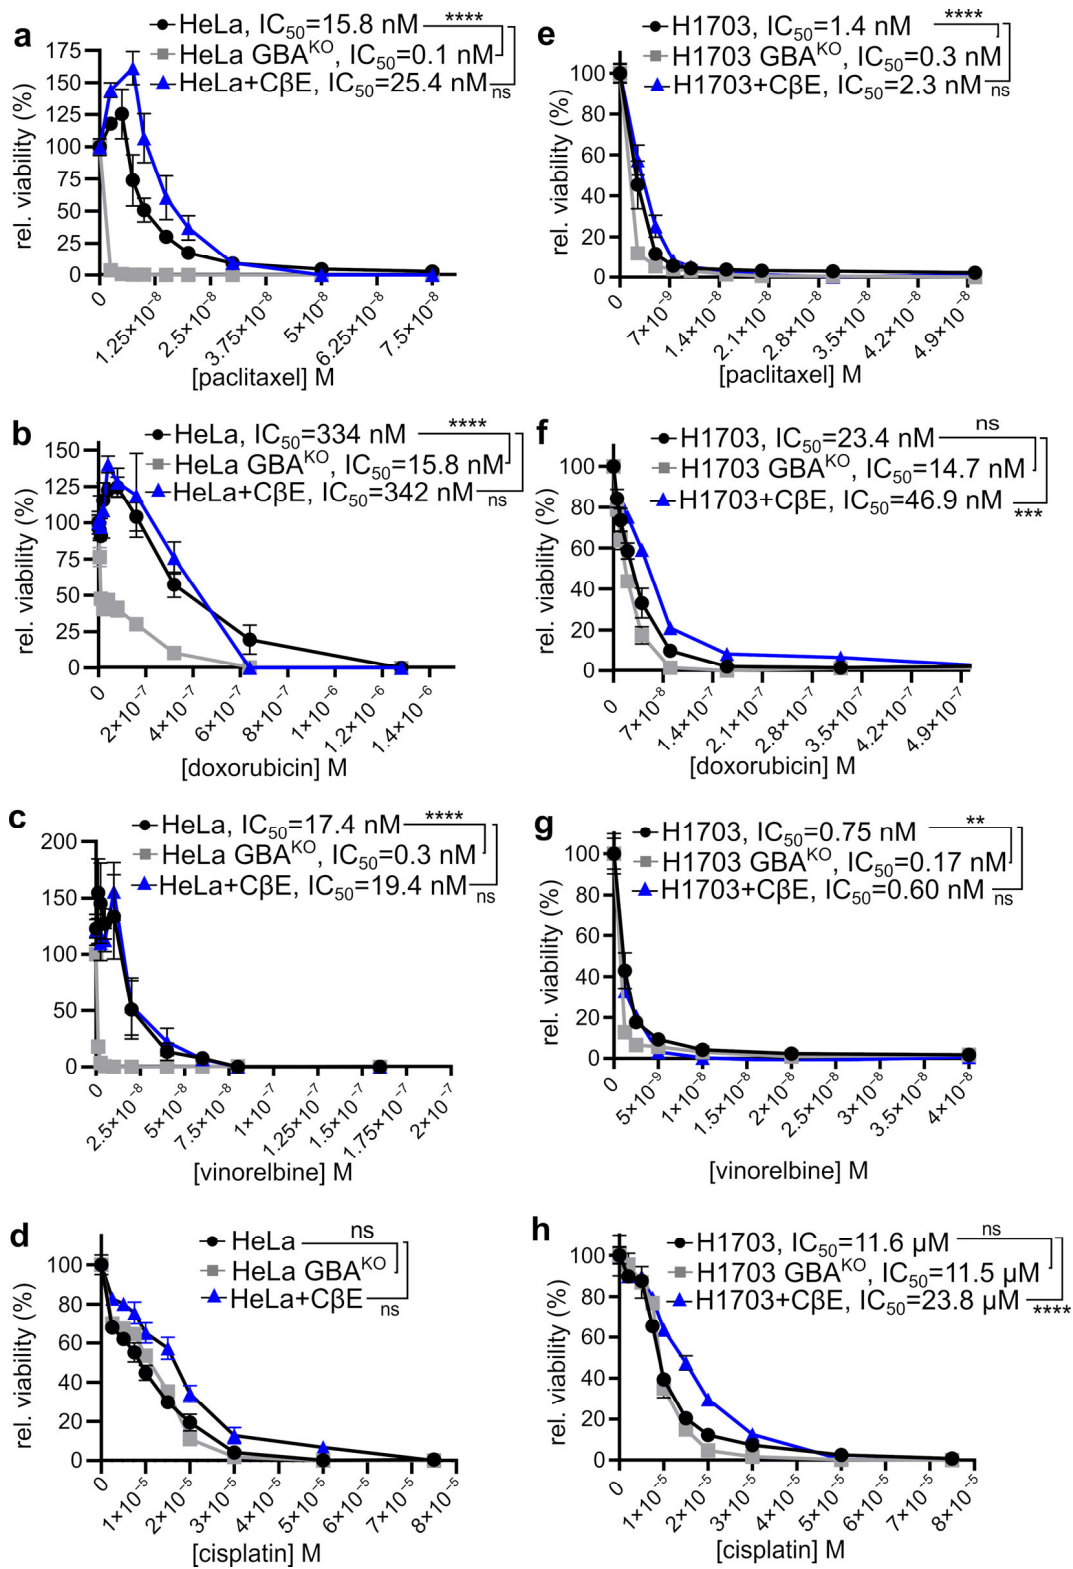 a
HeLa, IC50=15.8 nM ****
HeLa GBA^KO, IC50=0.1 nM
HeLa+CβE, IC50=25.4 nM ns
rel. viability (%)
175
150
125
100
75
50
25
0
0 1.25×10⁻⁸ 2.5×10⁻⁸ 3.75×10⁻⁸ 5×10⁻⁸ 6.25×10⁻⁸ 7.5×10⁻⁸
[paclitaxel] M
e
H1703, IC50=1.4 nM ****
H1703 GBA^KO, IC50=0.3 nM
H1703+CβE, IC50=2.3 nM ns
rel. viability (%)
100
80
60
40
20
0
0 7×10⁻⁹ 1.4×10⁻⁸ 2.1×10⁻⁸ 2.8×10⁻⁸ 3.5×10⁻⁸ 4.2×10⁻⁸ 4.9×10⁻⁸
[paclitaxel] M
b
HeLa, IC50=334 nM ****
HeLa GBA^KO, IC50=15.8 nM
HeLa+CβE, IC50=342 nM ns
rel. viability (%)
150
125
100
75
50
25
0
0 2×10⁻⁷ 4×10⁻⁷ 6×10⁻⁷ 8×10⁻⁷ 1×10⁻⁶ 1.2×10⁻⁶ 1.4×10⁻⁶
[doxorubicin] M
f
H1703, IC50=23.4 nM ns
H1703 GBA^KO, IC50=14.7 nM
H1703+CβE, IC50=46.9 nM ***
rel. viability (%)
100
80
60
40
20
0
0 7×10⁻⁸ 1.4×10⁻⁷ 2.1×10⁻⁷ 2.8×10⁻⁷ 3.5×10⁻⁷ 4.2×10⁻⁷ 4.9×10⁻⁷
[doxorubicin] M
c
HeLa, IC50=17.4 nM ****
HeLa GBA^KO, IC50=0.3 nM
HeLa+CβE, IC50=19.4 nM ns
rel. viability (%)
200
150
100
50
0
0 2.5×10⁻⁸ 5×10⁻⁸ 7.5×10⁻⁸ 1×10⁻⁷ 1.25×10⁻⁷ 1.5×10⁻⁷ 1.75×10⁻⁷ 2×10⁻⁷
[vinorelbine] M
g
H1703, IC50=0.75 nM **
H1703 GBA^KO, IC50=0.17 nM
H1703+CβE, IC50=0.60 nM ns
rel. viability (%)
100
80
60
40
20
0
0 5×10⁻⁹ 1×10⁻⁸ 1.5×10⁻⁸ 2×10⁻⁸ 2.5×10⁻⁸ 3×10⁻⁸ 3.5×10⁻⁸ 4×10⁻⁸
[vinorelbine] M
d
HeLa ns
HeLa GBA^KO
HeLa+CβE ns
rel. viability (%)
100
80
60
40
20
0
0 1×10⁻⁵ 2×10⁻⁵ 3×10⁻⁵ 4×10⁻⁵ 5×10⁻⁵ 6×10⁻⁵ 7×10⁻⁵ 8×10⁻⁵
[cisplatin] M
h
H1703, IC50=11.6 µM ns
H1703 GBA^KO, IC50=11.5 µM
H1703+CβE, IC50=23.8 µM ****
rel. viability (%)
100
80
60
40
20
0
0 1×10⁻⁵ 2×10⁻⁵ 3×10⁻⁵ 4×10⁻⁵ 5×10⁻⁵ 6×10⁻⁵ 7×10⁻⁵ 8×10⁻⁵
[cisplatin] M